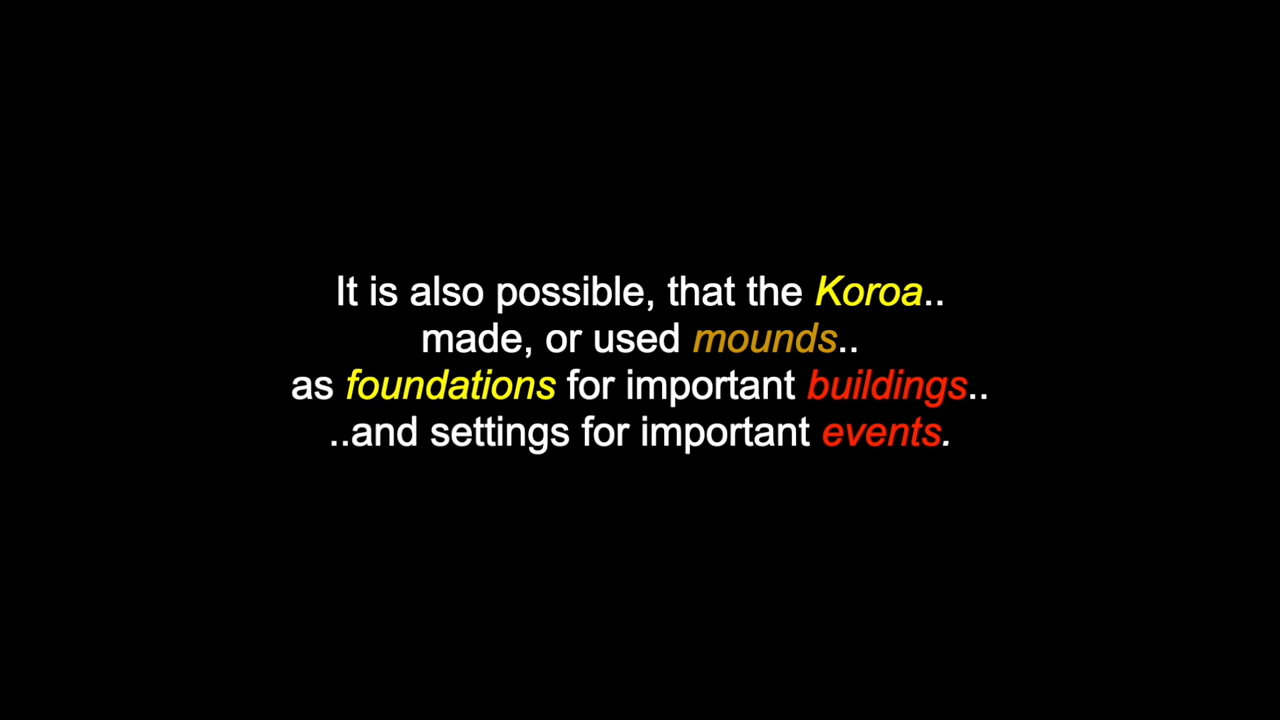 It is also possible, that the Koroa..
made, or used mounds..
as foundations for important buildings..
..and settings for important events.